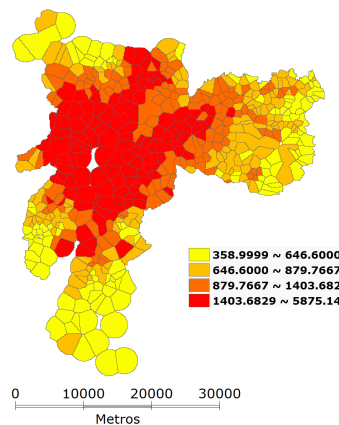 358.9999 ~ 646.6000
646.6000 ~ 879.7667
879.7667 ~ 1403.682
1403.6829 ~ 5875.14
0 10000 20000 30000
Metros